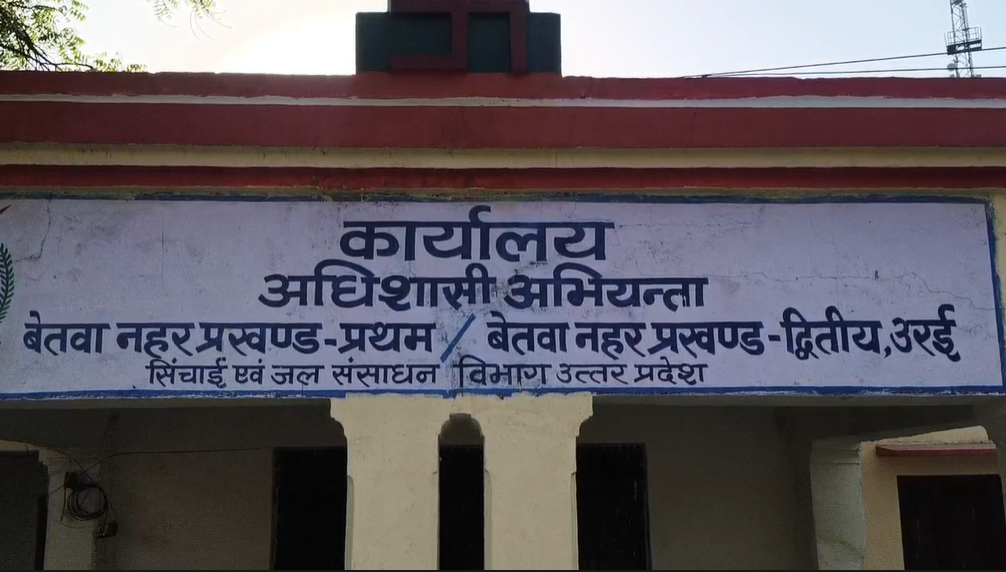 कार्यालय
अधिशासी अभियन्ता
बेतवा नहर प्रखण्ड-प्रथम / बेतवा नहर प्रखण्ड-द्वितीय,उरई
सिंचाई एवं जल संसाधन विभाग उत्तर प्रदेश